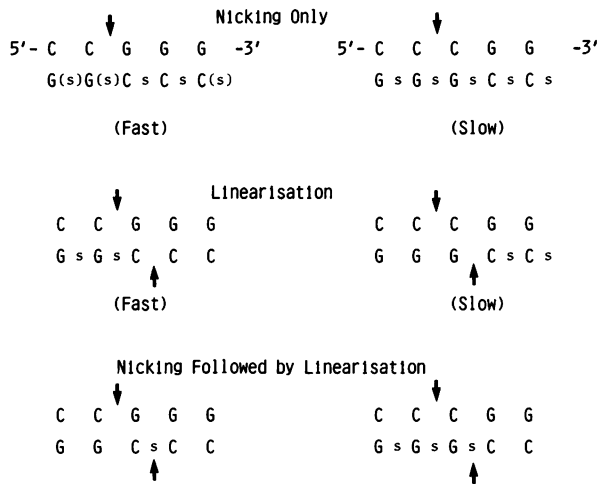 Nicking Only
5'- C C G G G -3' 5'- C C C G G -3'
G(s)G(s)C s C s C(s) G s G s G s C s C s
(Fast) (Slow)
Linearisation
C C G G G C C C G G
G s G s C C C G G G C s C s
(Fast) (Slow)
Nicking Followed by Linearisation
C C G G G C C C G G
G G C s C C G s G s G s C C